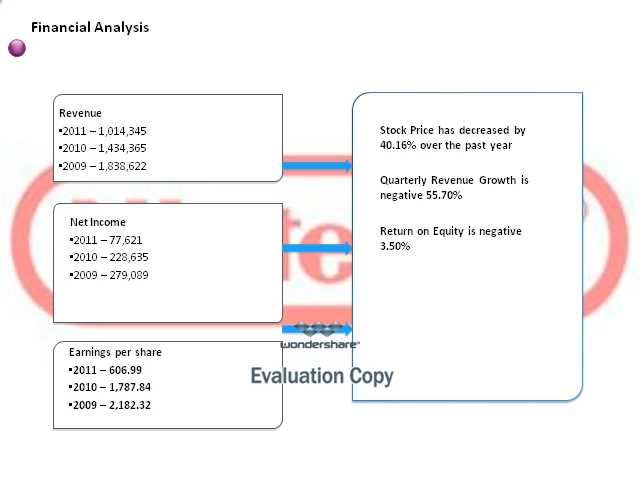 Financial Analysis
Revenue
▪2011 – 1,014,345
▪2010 – 1,434,365
▪2009 – 1,838,622
Net Income
▪2011 – 77,621
▪2010 – 228,635
▪2009 – 279,089
Earnings per share
▪2011 – 606.99
▪2010 – 1,787.84
▪2009 – 2,182.32
Stock Price has decreased by
40.16% over the past year
Quarterly Revenue Growth is
negative 55.70%
Return on Equity is negative
3.50%
wondershare
Evaluation Copy